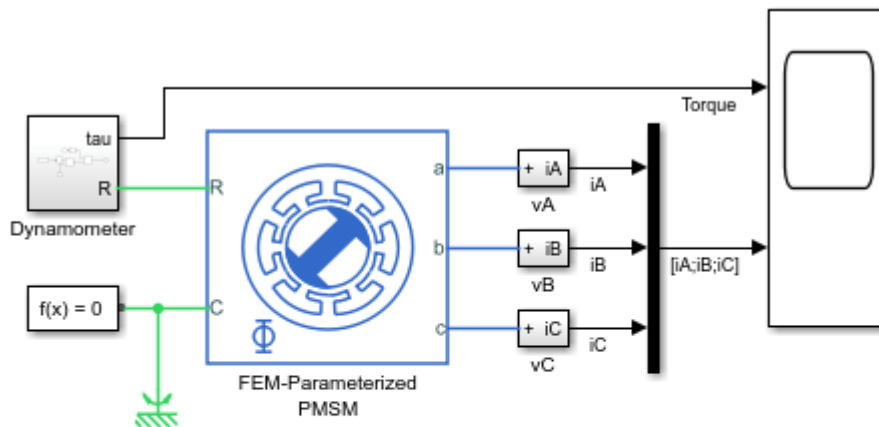 Torque
tau
R
Dynamometer
R
a
+ iA
iA
vA
b
+ iB
iB
vB
[iA;iB;iC]
f(x) = 0
C
c
+ iC
iC
vC
Φ
FEM-Parameterized
PMSM